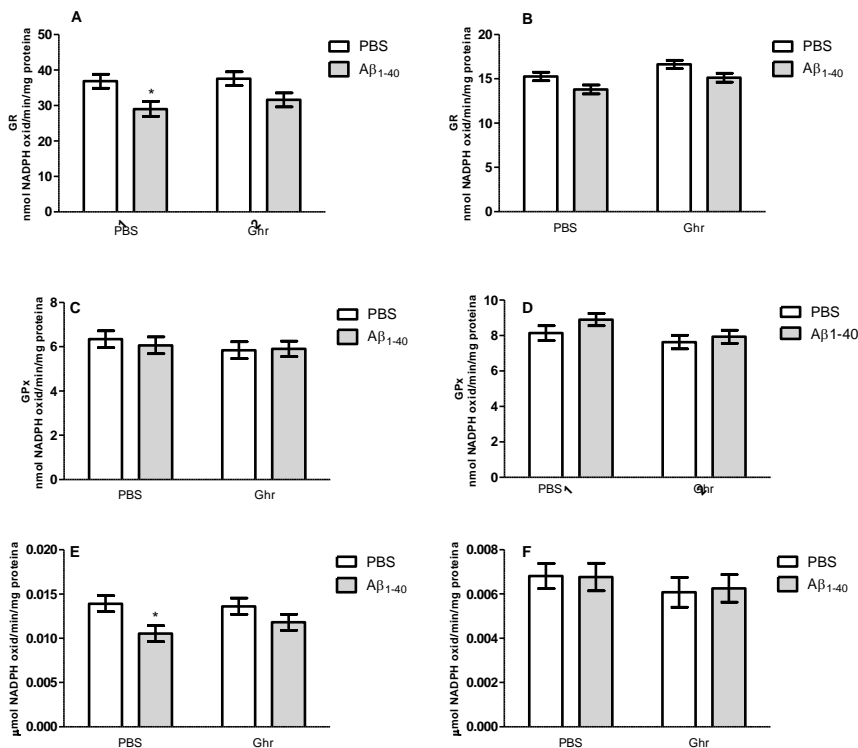 A
PBS
Aβ1-40
50
40
30
20
10
0
*
GR
nmol NADPH oxid/min/mg proteina
1
2
PBS
Ghr
B
PBS
Aβ1-40
20
15
10
5
0
GR
nmol NADPH oxid/min/mg proteina
PBS
Ghr
C
PBS
Aβ1-40
8
6
4
2
0
GPx
nmol NADPH oxid/min/mg proteina
PBS
Ghr
D
PBS
Aβ1-40
10
8
6
4
2
0
GPx
nmol NADPH oxid/min/mg proteina
PBS 1
Ghr
2
E
PBS
Aβ1-40
0.020
0.015
0.010
0.005
0.000
*
µmol NADPH oxid/min/mg proteina
PBS
Ghr
F
PBS
Aβ1-40
0.008
0.006
0.004
0.002
0.000
µmol NADPH oxid/min/mg proteina
PBS
Ghr